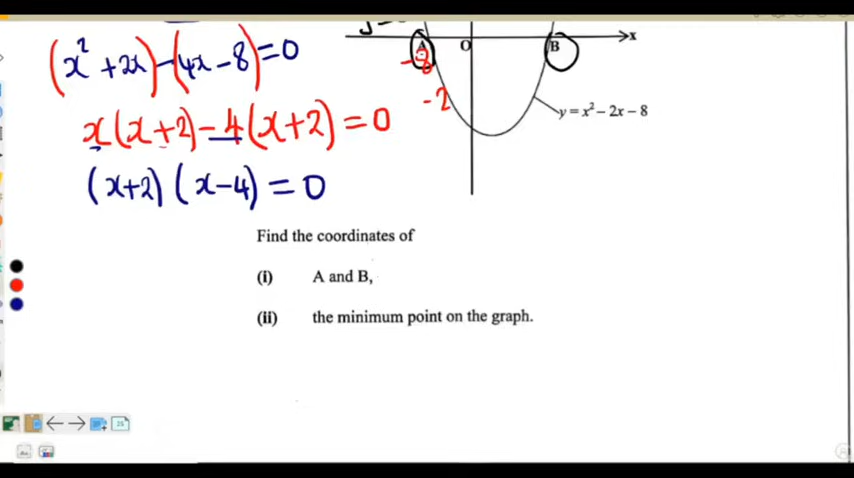 (x² + 2x) - (4x - 8) = 0
x(x + 2) - 4(x + 2) = 0
(x+2) (x-4) = 0
A O B x
-8
-2
y = x² − 2x − 8
Find the coordinates of
(i) A and B,
(ii) the minimum point on the graph.